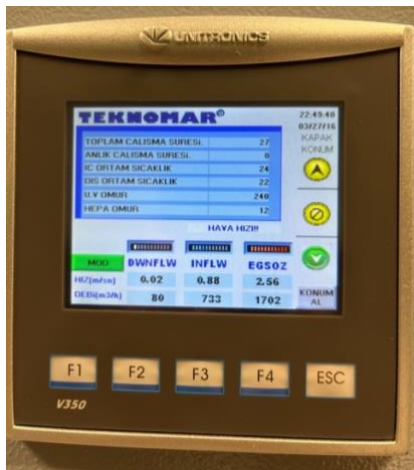 UNITRONICS
TEKNOMAR®
22:49:40
03/27/16
TOPLAM CALISMA SURESI. 27
ANLIK CALISMA SURESI. 0
IC ORTAM SICAKLIK 24
DIS ORTAM SICAKLIK 22
U.V OMUR 240
HEPA OMUR 12
KAPAK
KONUM
HAVA HIZI!!
MOD DWNFLW INFLW EGSOZ
HIZ(m/sn) 0.02 0.88 2.56
DEBi(m3/h) 80 733 1702
KONUM
AL
F1 F2 F3 F4 ESC
V350